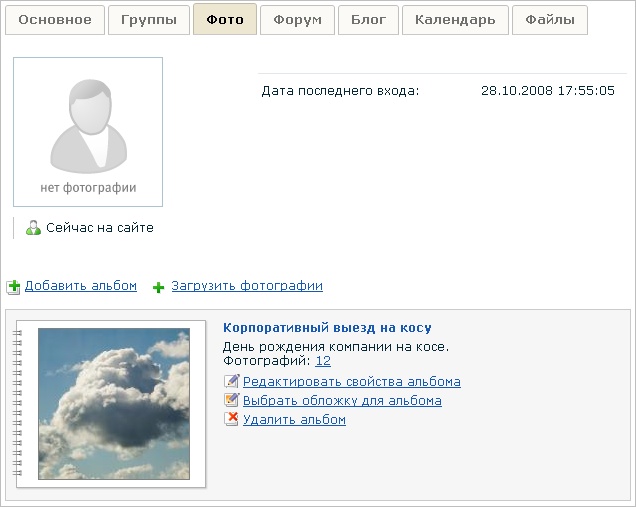 Основное Группы Фото Форум Блог Календарь Файлы
нет фотографии
Дата последнего входа: 28.10.2008 17:55:05
Сейчас на сайте
Добавить альбом Загрузить фотографии
Корпоративный выезд на косу
День рождения компании на косе.
Фотографий: 12
Редактировать свойства альбома
Выбрать обложку для альбома
Удалить альбом